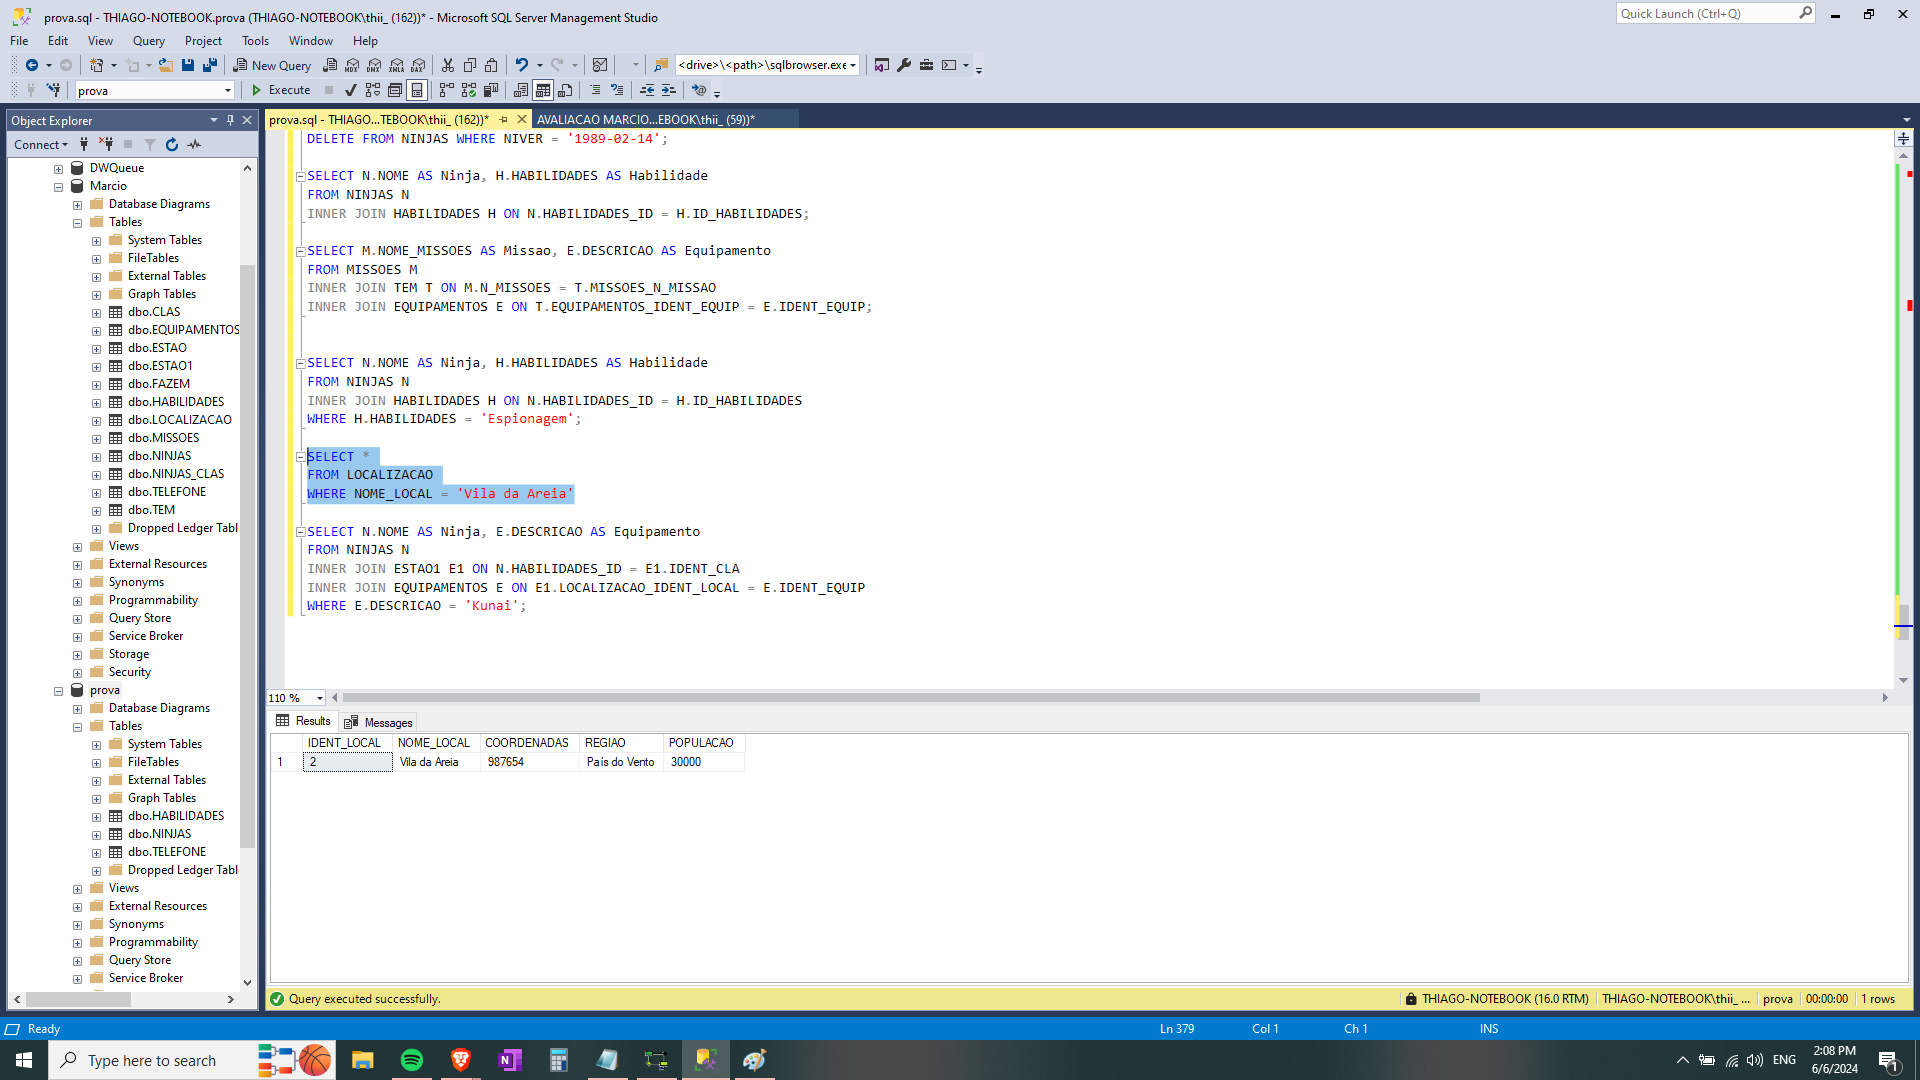 prova.sql - THIAGO-NOTEBOOK.prova (THIAGO-NOTEBOOK\thii_ (162))* - Microsoft SQL Server Management Studio
Quick Launch (Ctrl+Q)
File Edit View Query Project Tools Window Help
New Query
MDX DMX XMLA DAX
<drive>\<path>\sqlbrowser.exe
prova
Execute
Object Explorer
Connect
DWQueue
Marcio
Database Diagrams
Tables
System Tables
FileTables
External Tables
Graph Tables
dbo.CLAS
dbo.EQUIPAMENTOS
dbo.ESTAO
dbo.ESTAO1
dbo.FAZEM
dbo.HABILIDADES
dbo.LOCALIZACAO
dbo.MISSOES
dbo.NINJAS
dbo.NINJAS_CLAS
dbo.TELEFONE
dbo.TEM
Dropped Ledger Tabl
Views
External Resources
Synonyms
Programmability
Query Store
Service Broker
Storage
Security
prova
Database Diagrams
Tables
System Tables
FileTables
External Tables
Graph Tables
dbo.HABILIDADES
dbo.NINJAS
dbo.TELEFONE
Dropped Ledger Tabl
Views
External Resources
Synonyms
Programmability
Query Store
Service Broker
prova.sql - THIAGO...TEBOOK\thii_ (162))*
AVALIACAO MARCIO...EBOOK\thii_ (59))*
DELETE FROM NINJAS WHERE NIVER = '1989-02-14';
SELECT N.NOME AS Ninja, H.HABILIDADES AS Habilidade
FROM NINJAS N
INNER JOIN HABILIDADES H ON N.HABILIDADES_ID = H.ID_HABILIDADES;
SELECT M.NOME_MISSOES AS Missao, E.DESCRICAO AS Equipamento
FROM MISSOES M
INNER JOIN TEM T ON M.N_MISSOES = T.MISSOES_N_MISSAO
INNER JOIN EQUIPAMENTOS E ON T.EQUIPAMENTOS_IDENT_EQUIP = E.IDENT_EQUIP;
SELECT N.NOME AS Ninja, H.HABILIDADES AS Habilidade
FROM NINJAS N
INNER JOIN HABILIDADES H ON N.HABILIDADES_ID = H.ID_HABILIDADES
WHERE H.HABILIDADES = 'Espionagem';
SELECT *
FROM LOCALIZACAO
WHERE NOME_LOCAL = 'Vila da Areia'
SELECT N.NOME AS Ninja, E.DESCRICAO AS Equipamento
FROM NINJAS N
INNER JOIN ESTAO1 E1 ON N.HABILIDADES_ID = E1.IDENT_CLA
INNER JOIN EQUIPAMENTOS E ON E1.LOCALIZACAO_IDENT_LOCAL = E.IDENT_EQUIP
WHERE E.DESCRICAO = 'Kunai';
110 %
Results Messages
IDENT_LOCAL NOME_LOCAL COORDENADAS REGIAO POPULACAO
1 2 Vila da Areia 987654 País do Vento 30000
Query executed successfully.
THIAGO-NOTEBOOK (16.0 RTM) THIAGO-NOTEBOOK\thii_ ... prova 00:00:00 1 rows
Ready
Ln 379 Col 1 Ch 1 INS
Type here to search
ENG
2:08 PM
6/6/2024
1